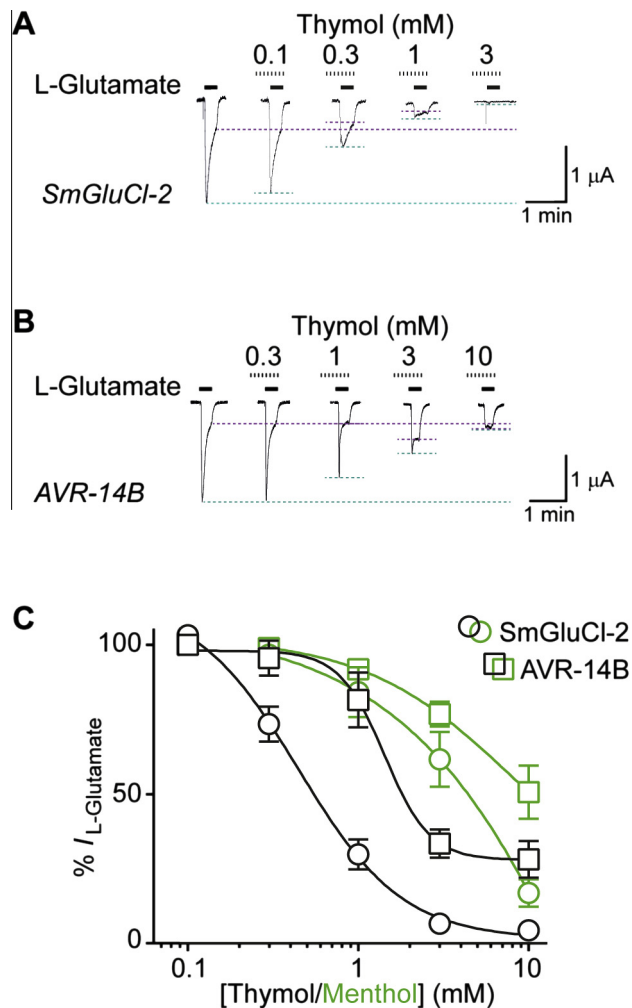 A
Thymol (mM)
0.1 0.3 1 3
L-Glutamate
SmGluCl-2
1 μA
1 min
B
Thymol (mM)
0.3 1 3 10
L-Glutamate
AVR-14B
1 μA
1 min
C
SmGluCl-2
AVR-14B
100
50
0
% I L-Glutamate
0.1 1 10
[Thymol/Menthol] (mM)